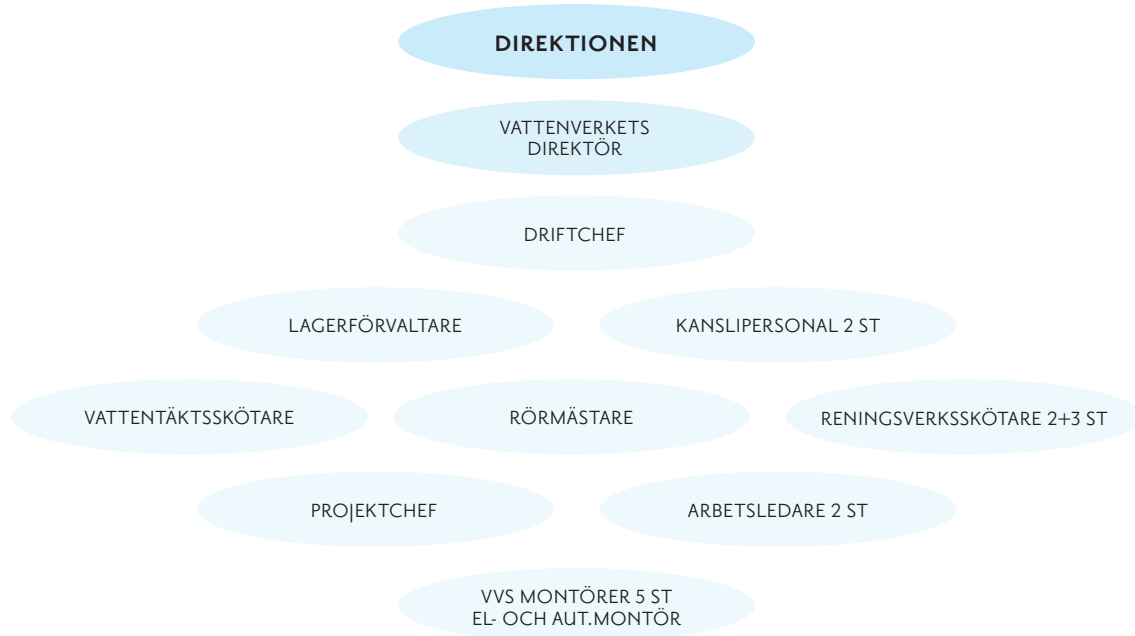 DIREKTIONEN
VATTENVERKETS
DIREKTÖR
DRIFTCHEF
LAGERFÖRVALTARE
KANSLIPERSONAL 2 ST
VATTENTÄKTSSKÖTARE
RÖRMÄSTARE
RENINGSVERKSSKÖTARE 2+3 ST
PROJEKTCHEF
ARBETSLEDARE 2 ST
VVS MONTÖRER 5 ST
EL- OCH AUT.MONTÖR